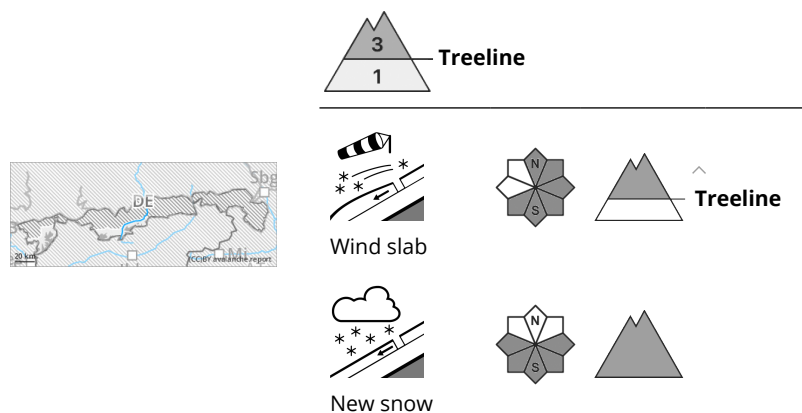 3
Treeline
1
Sbg
DE
20 km
(CC)BY avalanche.report
N
S
Treeline
Wind slab
N
S
New snow